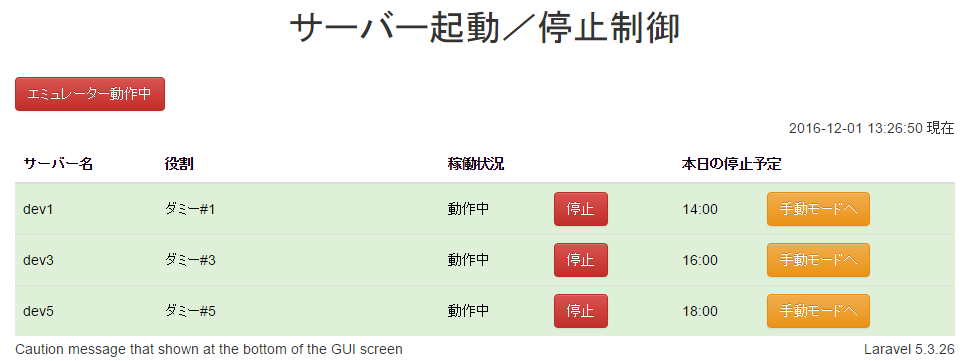 サーバー起動／停止制御
エミュレーター動作中
2016-12-01 13:26:50 現在
サーバー名 役割 稼働状況 本日の停止予定
dev1 ダミー#1 動作中 停止 14:00 手動モードへ
dev3 ダミー#3 動作中 停止 16:00 手動モードへ
dev5 ダミー#5 動作中 停止 18:00 手動モードへ
Caution message that shown at the bottom of the GUI screen Laravel 5.3.26